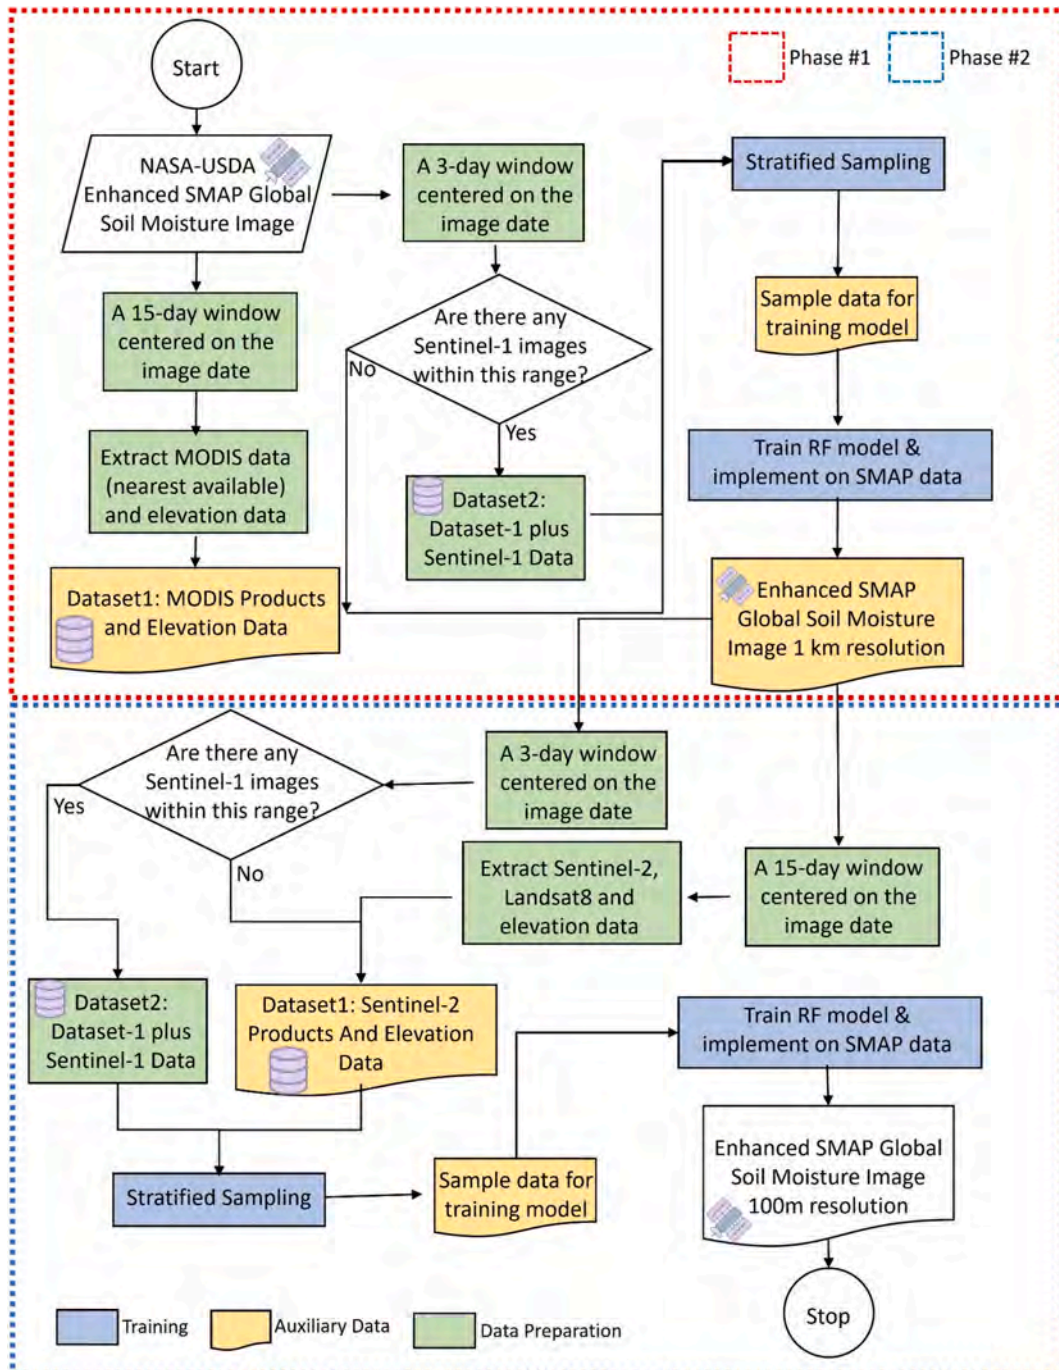 Start
Phase #1
Phase #2
NASA-USDA
Enhanced SMAP Global
Soil Moisture Image
A 3-day window
centered on the
image date
Stratified Sampling
A 15-day window
centered on the
image date
Are there any
Sentinel-1 images
within this range?
No
Yes
Sample data for
training model
Extract MODIS data
(nearest available)
and elevation data
Dataset2:
Dataset-1 plus
Sentinel-1 Data
Train RF model &
implement on SMAP data
Dataset1: MODIS Products
and Elevation Data
Enhanced SMAP
Global Soil Moisture
Image 1 km resolution
Are there any
Sentinel-1 images
within this range?
Yes
No
A 3-day window
centered on the
image date
Extract Sentinel-2,
Landsat8 and
elevation data
A 15-day window
centered on the
image date
Dataset2:
Dataset-1 plus
Sentinel-1 Data
Dataset1: Sentinel-2
Products And Elevation
Data
Train RF model &
implement on SMAP data
Stratified Sampling
Sample data for
training model
Enhanced SMAP Global
Soil Moisture Image
100m resolution
Stop
Training
Auxiliary Data
Data Preparation